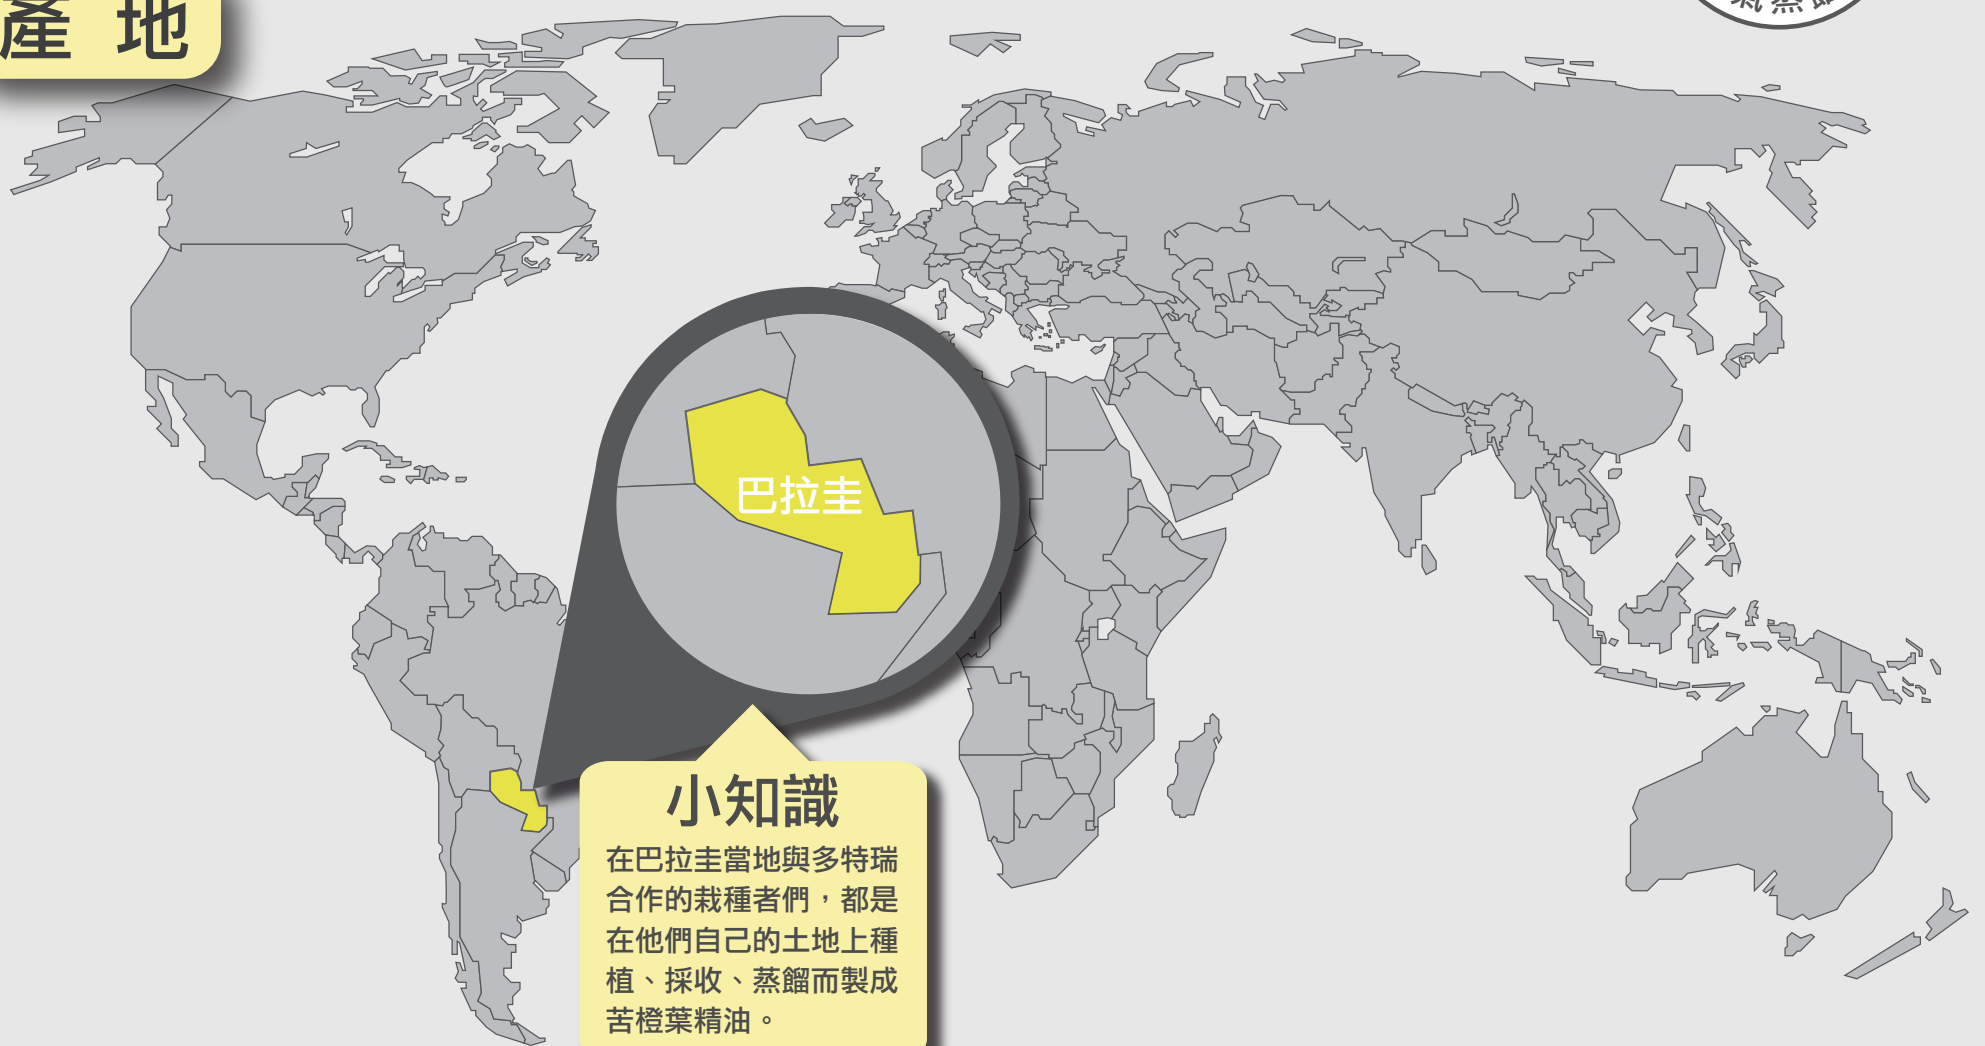 產 地
巴拉圭
小知識
在巴拉圭當地與多特瑞
合作的栽種者們，都是
在他們自己的土地上種
植、採收、蒸餾而製成
苦橙葉精油。